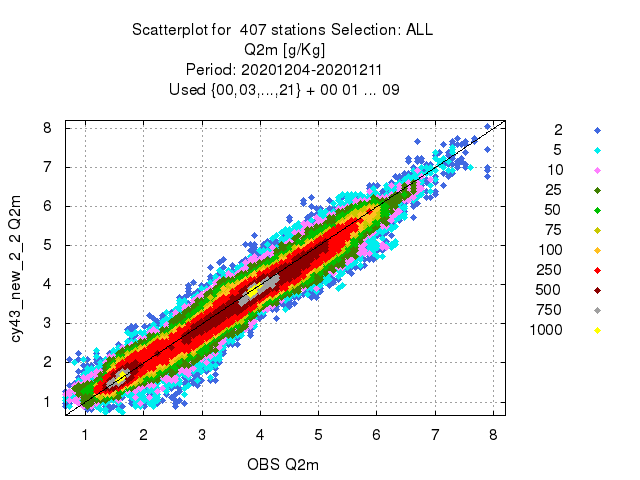 Scatterplot for 407 stations Selection: ALL
Q2m [g/Kg]
Period: 20201204-20201211
Used {00,03,...,21} + 00 01 ... 09
8
7
6
5
4
3
2
1
cy43_new_2_2 Q2m
1 2 3 4 5 6 7 8
OBS Q2m
2
5
10
25
50
75
100
250
500
750
1000